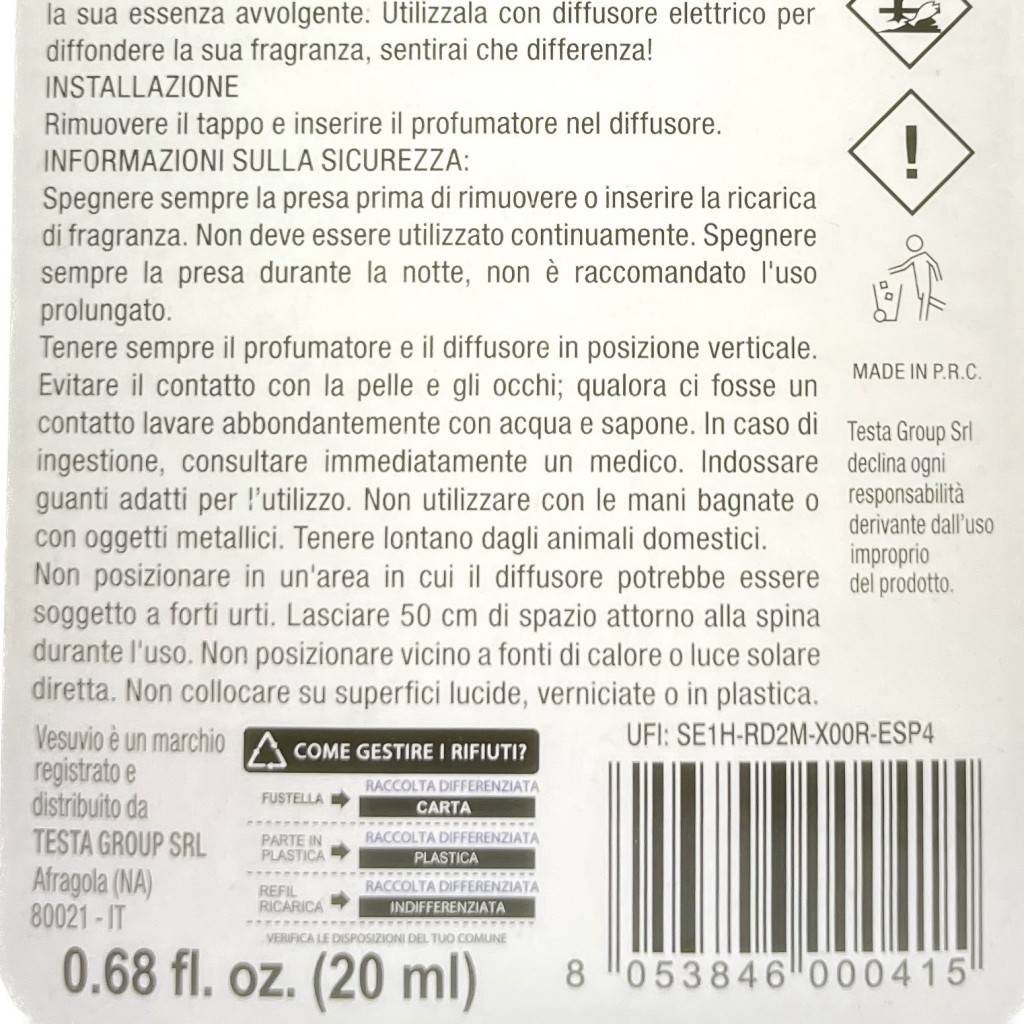 la sua essenza avvolgente. Utilizzala con diffusore elettrico per
diffondere la sua fragranza, sentirai che differenza!
INSTALLAZIONE
Rimuovere il tappo e inserire il profumatore nel diffusore.
INFORMAZIONI SULLA SICUREZZA:
Spegnere sempre la presa prima di rimuovere o inserire la ricarica
di fragranza. Non deve essere utilizzato continuamente. Spegnere
sempre la presa durante la notte, non è raccomandato l'uso
prolungato.
Tenere sempre il profumatore e il diffusore in posizione verticale.
Evitare il contatto con la pelle e gli occhi; qualora ci fosse un
contatto lavare abbondantemente con acqua e sapone. In caso di
ingestione, consultare immediatamente un medico. Indossare
guanti adatti per l'utilizzo. Non utilizzare con le mani bagnate o
con oggetti metallici. Tenere lontano dagli animali domestici.
Non posizionare in un'area in cui il diffusore potrebbe essere
soggetto a forti urti. Lasciare 50 cm di spazio attorno alla spina
durante l'uso. Non posizionare vicino a fonti di calore o luce solare
diretta. Non collocare su superfici lucide, verniciate o in plastica.
MADE IN P.R.C.
Testa Group Srl
declina ogni
responsabilità
derivante dall'uso
improprio
del prodotto.
Vesuvio è un marchio
registrato e
distribuito da
TESTA GROUP SRL
Afragola (NA)
80021 - IT
COME GESTIRE I RIFIUTI?
FUSTELLA
RACCOLTA DIFFERENZIATA
CARTA
PARTE IN
PLASTICA
RACCOLTA DIFFERENZIATA
PLASTICA
REFIL
RICARICA
RACCOLTA DIFFERENZIATA
INDIFFERENZIATA
VERIFICA LE DISPOSIZIONI DEL TUO COMUNE
0.68 fl. oz. (20 ml)
UFI: SE1H-RD2M-X00R-ESP4
8 053846 000415